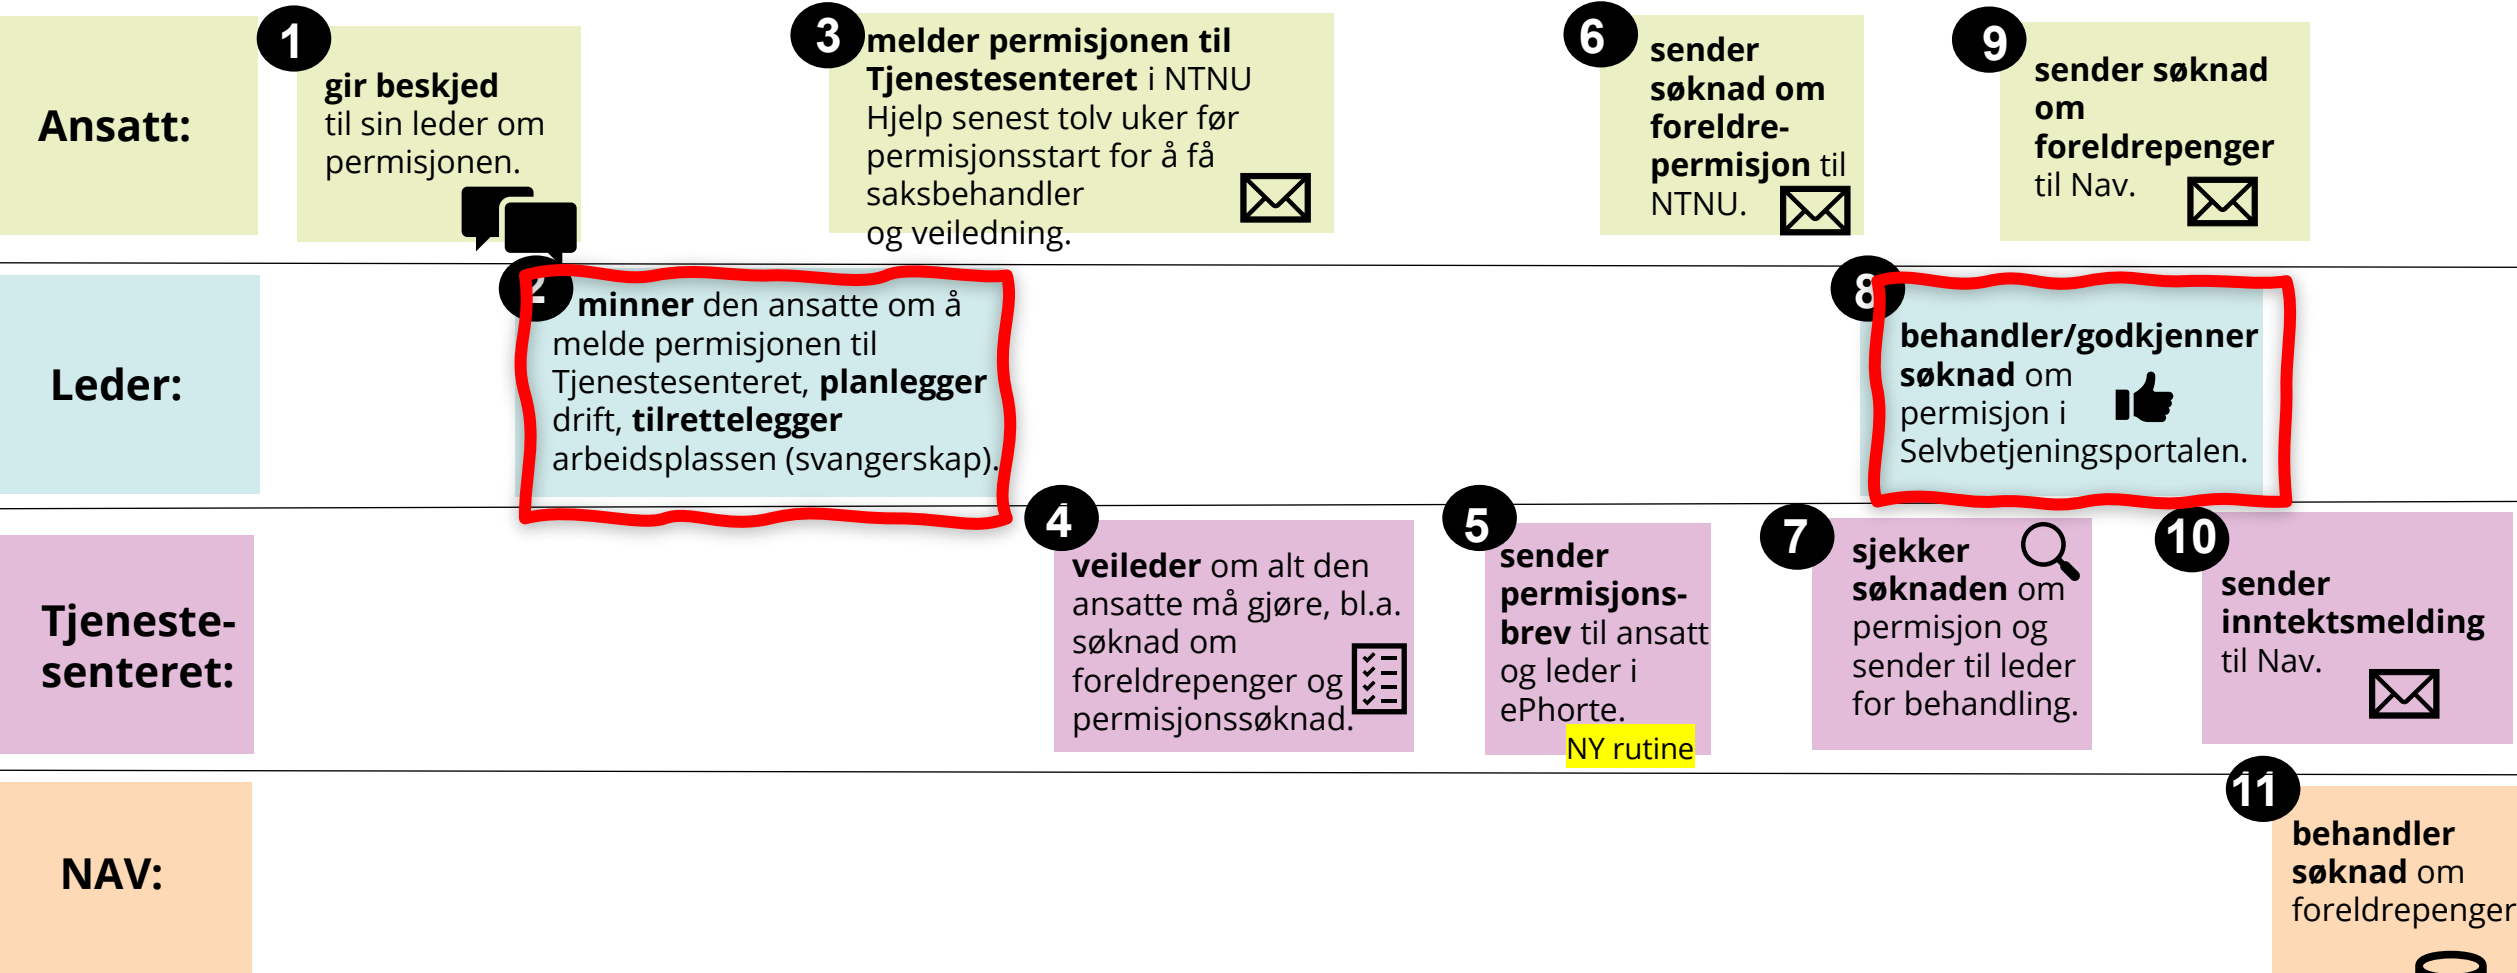 Ansatt:
1
gir beskjed
til sin leder om
permisjonen.
3
melder permisjonen til
Tjenestesenteret i NTNU
Hjelp senest tolv uker før
permisjonsstart for å få
saksbehandler
og veiledning.
6
sender
søknad om
foreldre-
permisjon til
NTNU.
9
sender søknad
om
foreldrepenger
til Nav.
Leder:
2
minner den ansatte om å
melde permisjonen til
Tjenestesenteret, planlegger
drift, tilrettelegger
arbeidsplassen (svangerskap).
8
behandler/godkjenner
søknad om
permisjon i
Selvbetjeningsportalen.
Tjeneste-
senteret:
4
veileder om alt den
ansatte må gjøre, bl.a.
søknad om
foreldrepenger og
permisjonssøknad.
5
sender
permisjons-
brev til ansatt
og leder i
ePhorte.
NY rutine
7
sjekker
søknaden om
permisjon og
sender til leder
for behandling.
10
sender
inntektsmelding
til Nav.
NAV:
11
behandler
søknad om
foreldrepenger